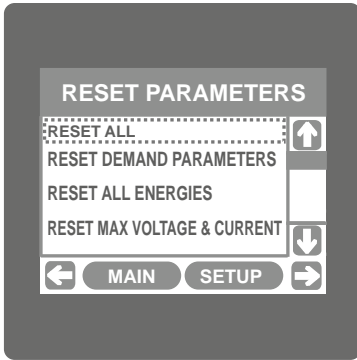 RESET PARAMETERS
RESET ALL
RESET DEMAND PARAMETERS
RESET ALL ENERGIES
RESET MAX VOLTAGE & CURRENT
MAIN SETUP